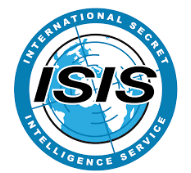 INTERNATIONAL SECRET
ISIS
INTELLIGENCE SERVICE